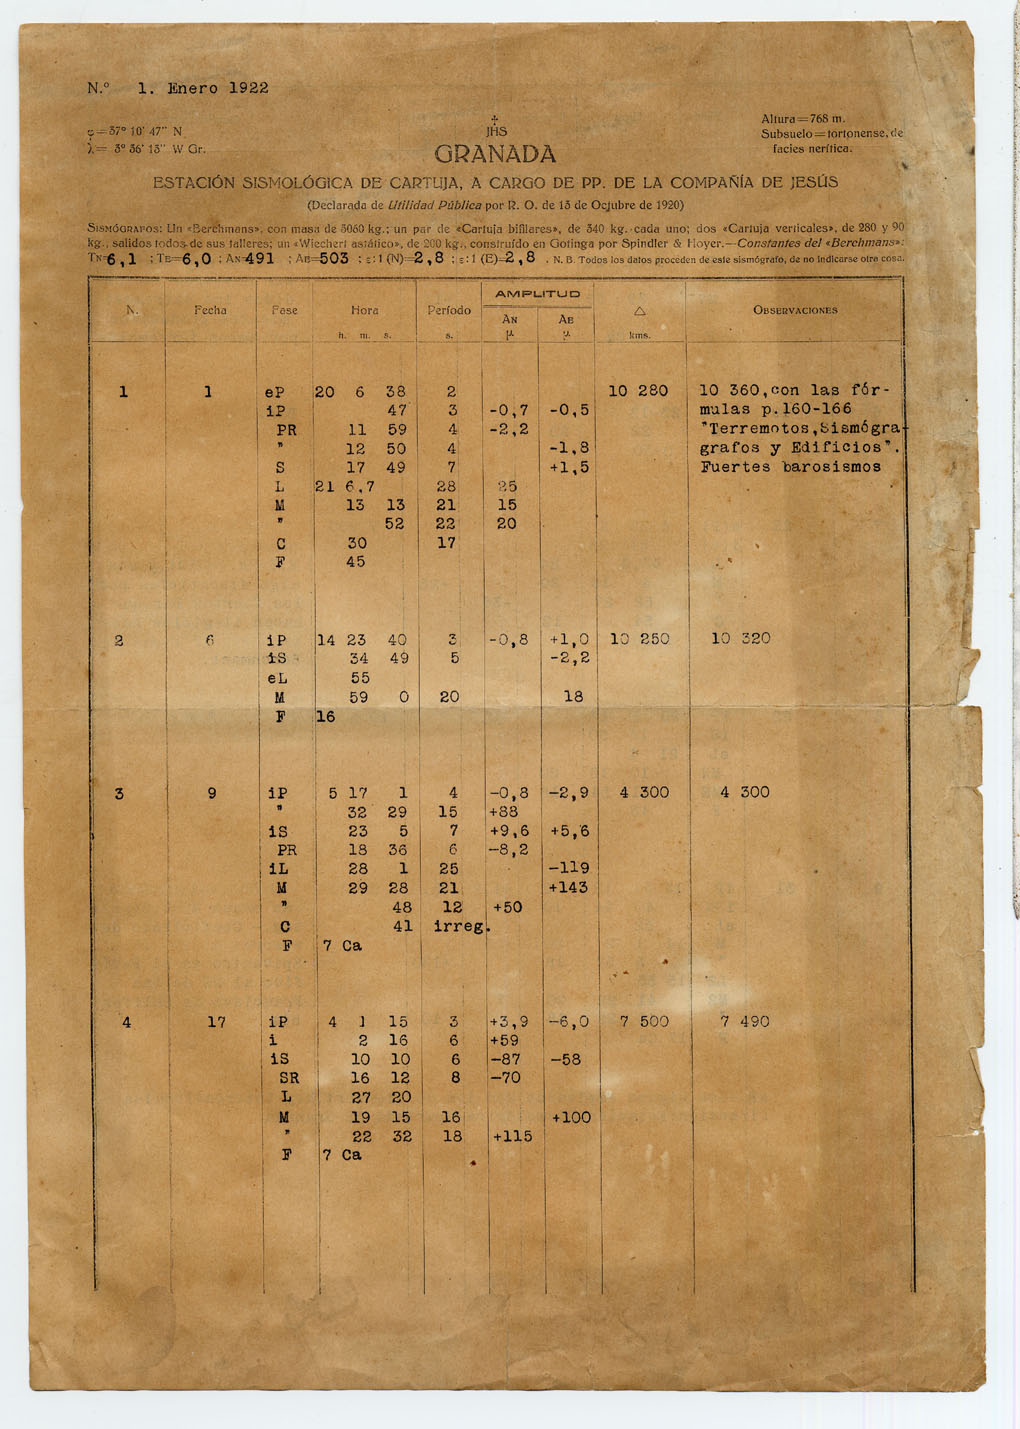 N.º 1. Enero 1922
φ = 37° 10' 47" N
λ = 3° 36' 13" W Gr.
JHS
Altura = 768 m.
Subsuelo = tortonense, de
facies nerítica.
GRANADA
ESTACIÓN SISMOLÓGICA DE CARTUJA, A CARGO DE PP. DE LA COMPAÑÍA DE JESÚS
(Declarada de Utilidad Pública por R. O. de 13 de Ocjubre de 1920)
SISMÓGRAFOS: Un «Berchmans», con masa de 3060 kg.; un par de «Cartuja bifilares», de 340 kg. cada uno; dos «Cartuja verticales», de 280 y 90
kg., salidos todos de sus talleres; un «Wiechert asiático», de 200 kg., construído en Gotinga por Spindler & Hoyer.—Constantes del «Berchmans»:
TN=6,1 ; TE=6,0 ; AN=491 ; AE=503 ; ε:1 (N)=2,8 ; ε:1 (E)=2,8 . N. B. Todos los datos proceden de este sismógrafo, de no indicarse otra cosa.
AMPLITUD
N. Fecha Fase Hora Período AN AE △ OBSERVACIONES
h. m. s. s. μ μ kms.
1 1 eP 20 6 38 2 10 280 10 360,con las fór-
iP 47 3 -0,7 -0,5 mulas p.160-166
PR 11 59 4 -2,2 "Terremotos,Sismógra-
" 12 50 4 -1,8 grafos y Edificios".
S 17 49 7 +1,5 Fuertes barosismos
L 21 6,7 28 25
M 13 13 21 15
" 52 22 20
C 30 17
F 45
2 6 iP 14 23 40 3 -0,8 +1,0 10 250 10 320
iS 34 49 5 -2,2
eL 55
M 59 0 20 18
F 16
3 9 iP 5 17 1 4 -0,8 -2,9 4 300 4 300
" 32 29 15 +88
iS 23 5 7 +9,6 +5,6
PR 18 36 6 -8,2
iL 28 1 25 -119
M 29 28 21 +143
" 48 12 +50
C 41 irreg.
F 7 Ca
4 17 iP 4 1 15 3 +3,9 -6,0 7 500 7 490
i 2 16 6 +59
iS 10 10 6 -87 -58
SR 16 12 8 -70
L 27 20
M 19 15 16 +100
" 22 32 18 +115
F 7 Ca